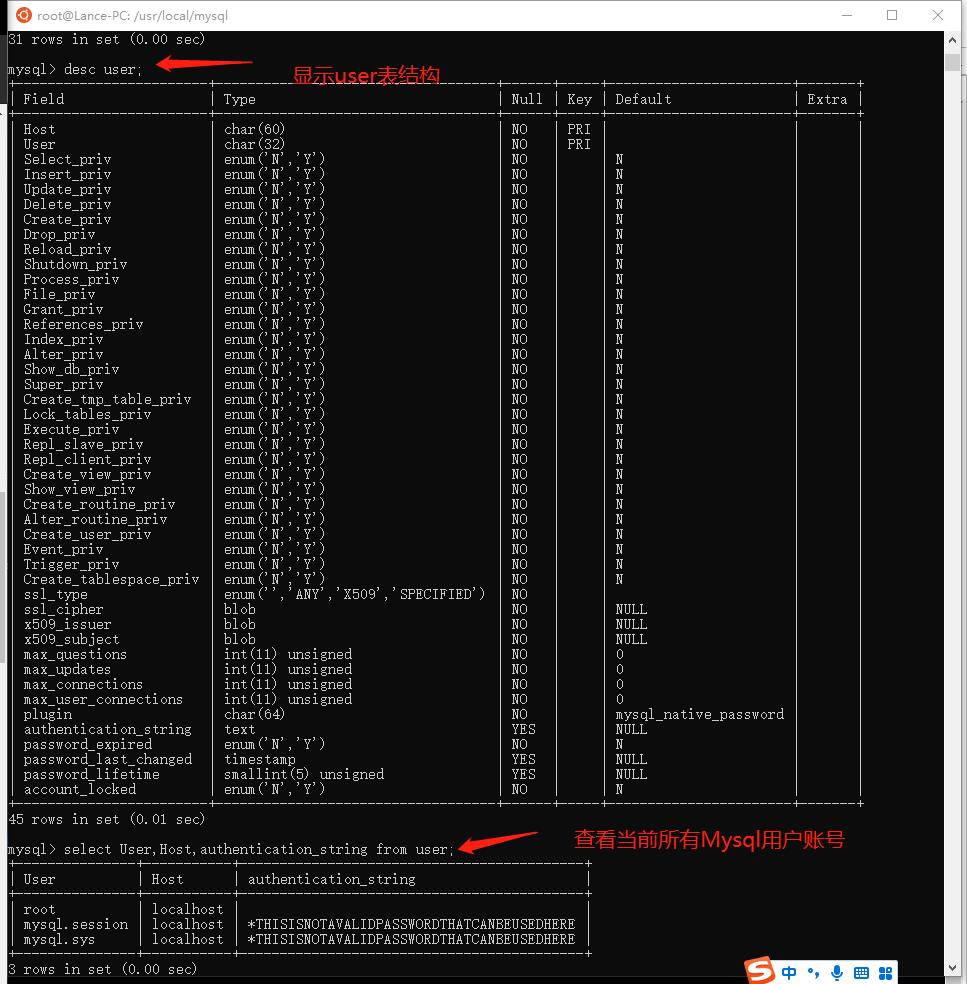 root@Lance-PC: /usr/local/mysql
31 rows in set (0.00 sec)
mysql> desc user;
显示user表结构
| Field | Type | Null | Key | Default | Extra |
| Host | char(60) | NO | PRI | | |
| User | char(32) | NO | PRI | | |
| Select_priv | enum('N','Y') | NO | | N | |
| Insert_priv | enum('N','Y') | NO | | N | |
| Update_priv | enum('N','Y') | NO | | N | |
| Delete_priv | enum('N','Y') | NO | | N | |
| Create_priv | enum('N','Y') | NO | | N | |
| Drop_priv | enum('N','Y') | NO | | N | |
| Reload_priv | enum('N','Y') | NO | | N | |
| Shutdown_priv | enum('N','Y') | NO | | N | |
| Process_priv | enum('N','Y') | NO | | N | |
| File_priv | enum('N','Y') | NO | | N | |
| Grant_priv | enum('N','Y') | NO | | N | |
| References_priv | enum('N','Y') | NO | | N | |
| Index_priv | enum('N','Y') | NO | | N | |
| Alter_priv | enum('N','Y') | NO | | N | |
| Show_db_priv | enum('N','Y') | NO | | N | |
| Super_priv | enum('N','Y') | NO | | N | |
| Create_tmp_table_priv | enum('N','Y') | NO | | N | |
| Lock_tables_priv | enum('N','Y') | NO | | N | |
| Execute_priv | enum('N','Y') | NO | | N | |
| Repl_slave_priv | enum('N','Y') | NO | | N | |
| Repl_client_priv | enum('N','Y') | NO | | N | |
| Create_view_priv | enum('N','Y') | NO | | N | |
| Show_view_priv | enum('N','Y') | NO | | N | |
| Create_routine_priv | enum('N','Y') | NO | | N | |
| Alter_routine_priv | enum('N','Y') | NO | | N | |
| Create_user_priv | enum('N','Y') | NO | | N | |
| Event_priv | enum('N','Y') | NO | | N | |
| Trigger_priv | enum('N','Y') | NO | | N | |
| Create_tablespace_priv | enum('N','Y') | NO | | N | |
| ssl_type | enum('','ANY','X509','SPECIFIED') | NO | | | |
| ssl_cipher | blob | NO | | NULL | |
| x509_issuer | blob | NO | | NULL | |
| x509_subject | blob | NO | | NULL | |
| max_questions | int(11) unsigned | NO | | 0 | |
| max_updates | int(11) unsigned | NO | | 0 | |
| max_connections | int(11) unsigned | NO | | 0 | |
| max_user_connections | int(11) unsigned | NO | | 0 | |
| plugin | char(64) | NO | | mysql_native_password | |
| authentication_string | text | YES | | NULL | |
| password_expired | enum('N','Y') | NO | | N | |
| password_last_changed | timestamp | YES | | NULL | |
| password_lifetime | smallint(5) unsigned | YES | | NULL | |
| account_locked | enum('N','Y') | NO | | N | |
45 rows in set (0.01 sec)
mysql> select User,Host,authentication_string from user;
查看当前所有Mysql用户账号
| User | Host | authentication_string |
| root | localhost | |
| mysql.session | localhost | *THISISNOTAVALIDPASSWORDTHATCANBEUSEDHERE |
| mysql.sys | localhost | *THISISNOTAVALIDPASSWORDTHATCANBEUSEDHERE |
3 rows in set (0.00 sec)
S 中